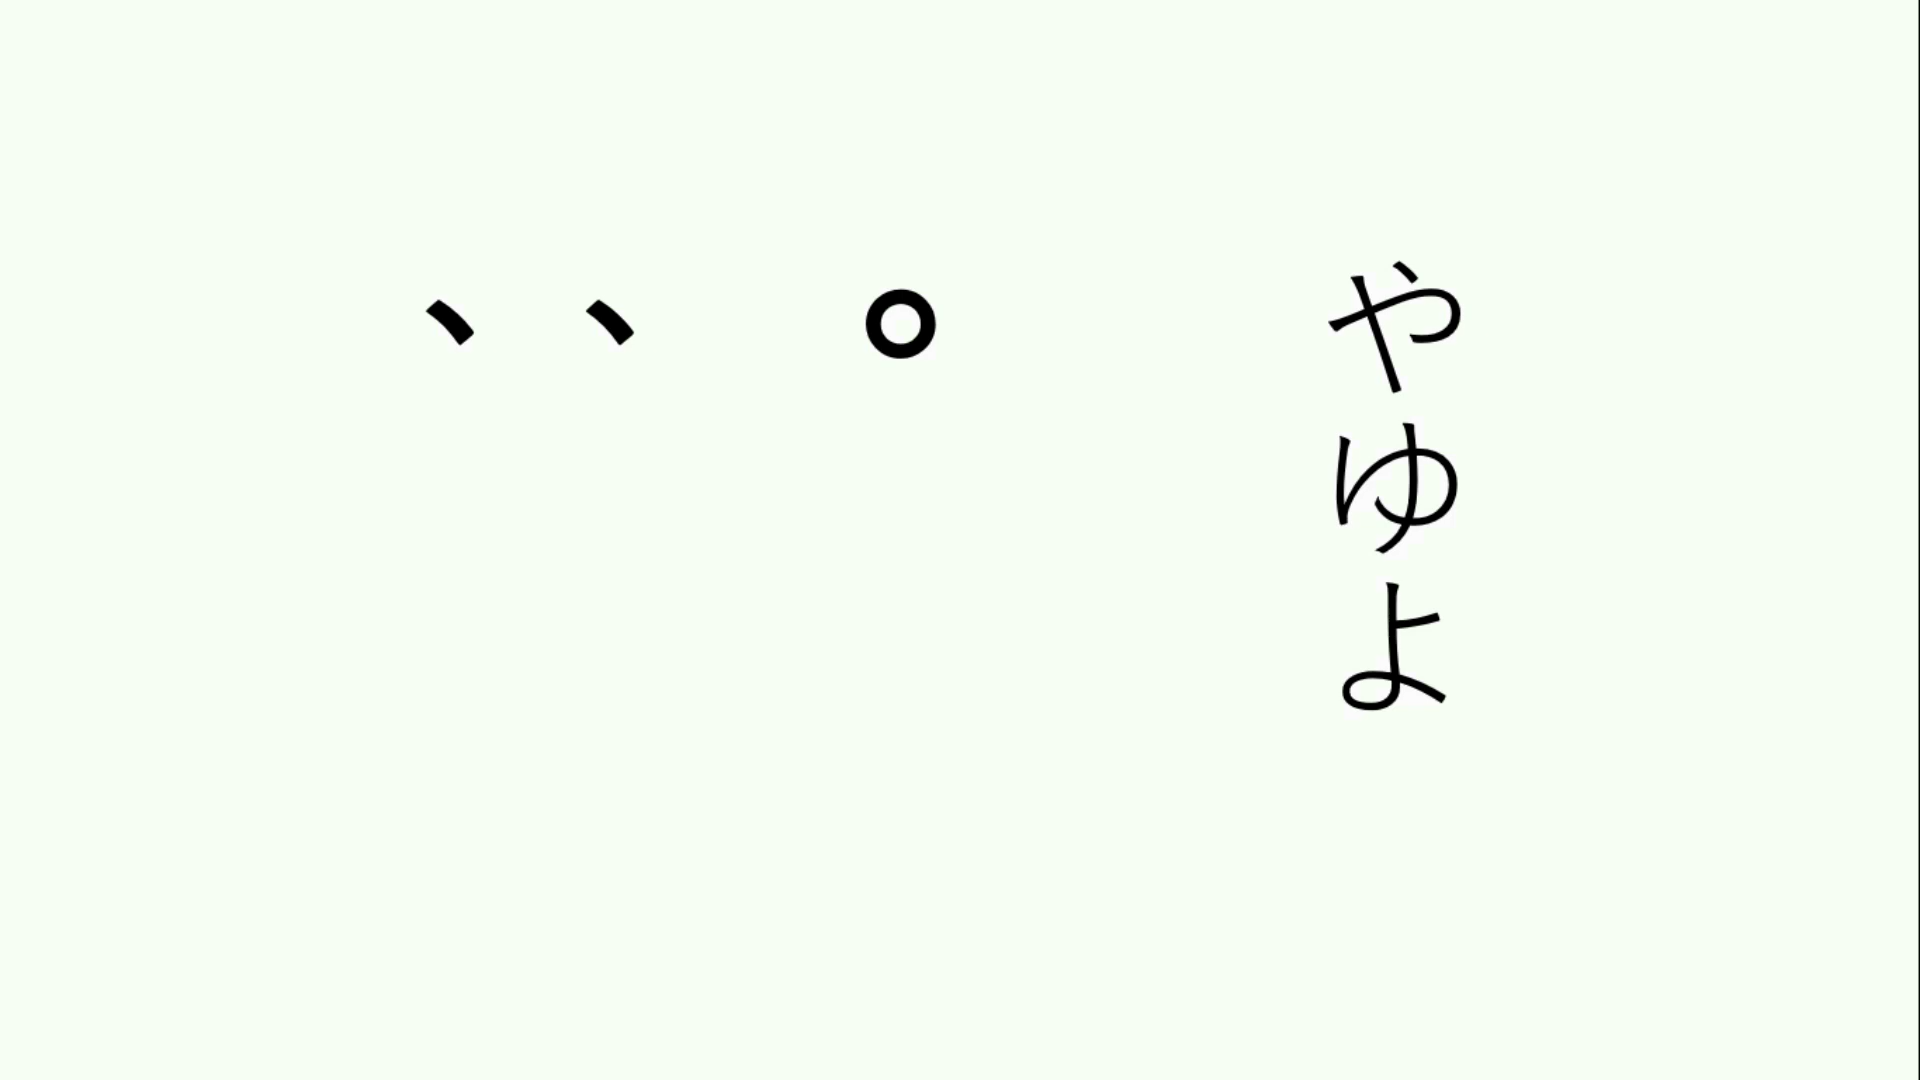 、、 。 や
ゆ
よ